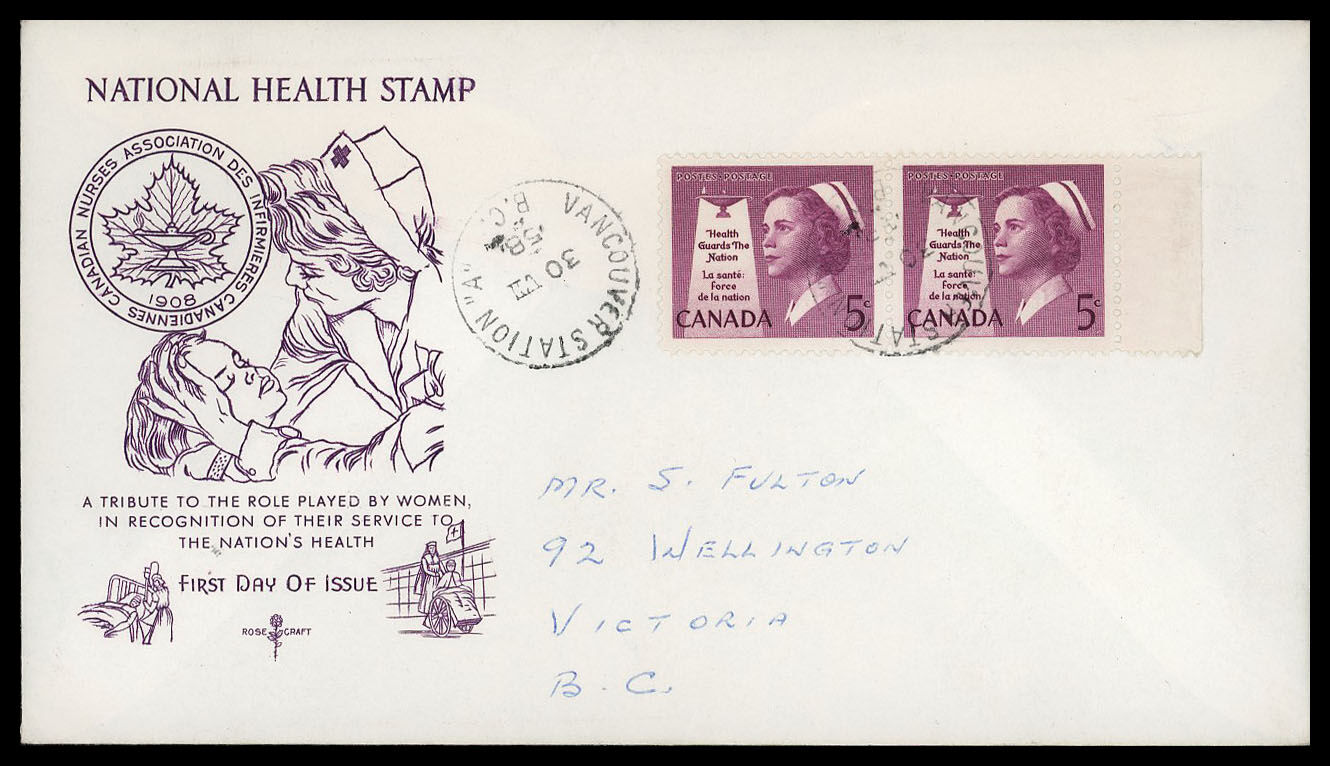 NATIONAL HEALTH STAMP
CANADIAN NURSES ASSOCIATION DES INFIRMIERES CANADIENNES
1908
A TRIBUTE TO THE ROLE PLAYED BY WOMEN,
IN RECOGNITION OF THEIR SERVICE TO
THE NATION'S HEALTH
FIRST DAY OF ISSUE
ROSE CRAFT
VANCOUVER STATION "A"
B.C.
58
30 VII
POSTES·POSTAGE
Health
Guards The
Nation
La santé:
force
de la nation
CANADA 5c
POSTES·POSTAGE
Health
Guards The
Nation
La santé:
force
de la nation
CANADA 5c
MR. S. FULTON
92 WELLINGTON
VICTORIA
B.C.